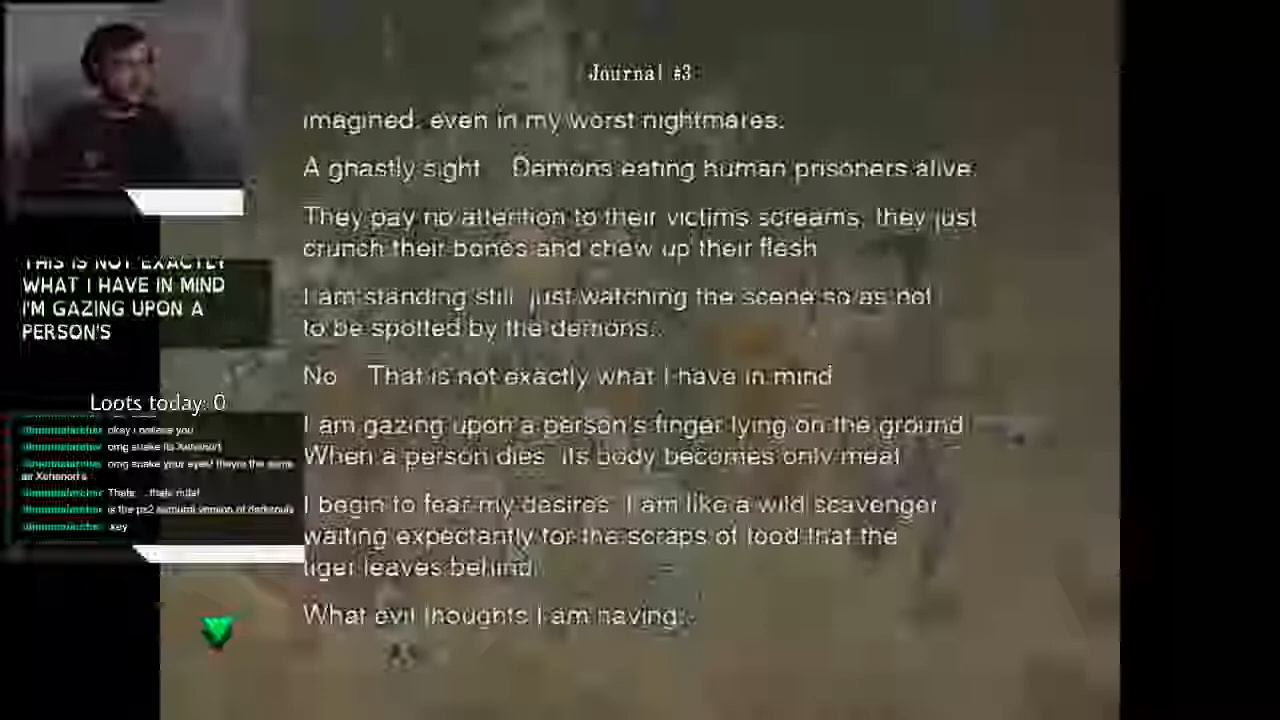 Journal #3
imagined, even in my worst nightmares.
A ghastly sight... Demons eating human prisoners alive.
They pay no attention to their victims screams, they just
crunch their bones and chew up their flesh.
I am standing still, just watching the scene so as not
to be spotted by the demons...
No... That is not exactly what I have in mind.
I am gazing upon a person's finger lying on the ground.
When a person dies, its body becomes only meat.
I begin to fear my desires. I am like a wild scavenger
waiting expectantly for the scraps of food that the
tiger leaves behind.
What evil thoughts I am having...
THIS IS NOT EXACTLY
WHAT I HAVE IN MIND
I'M GAZING UPON A
PERSON'S
Loots today: 0
okay i believe you
omg snake its Xehanort
omg snake your eyes! theyre the same
as Xehanort's
Thats... thats mita!
is the ps2 samurai version of darksouls
key